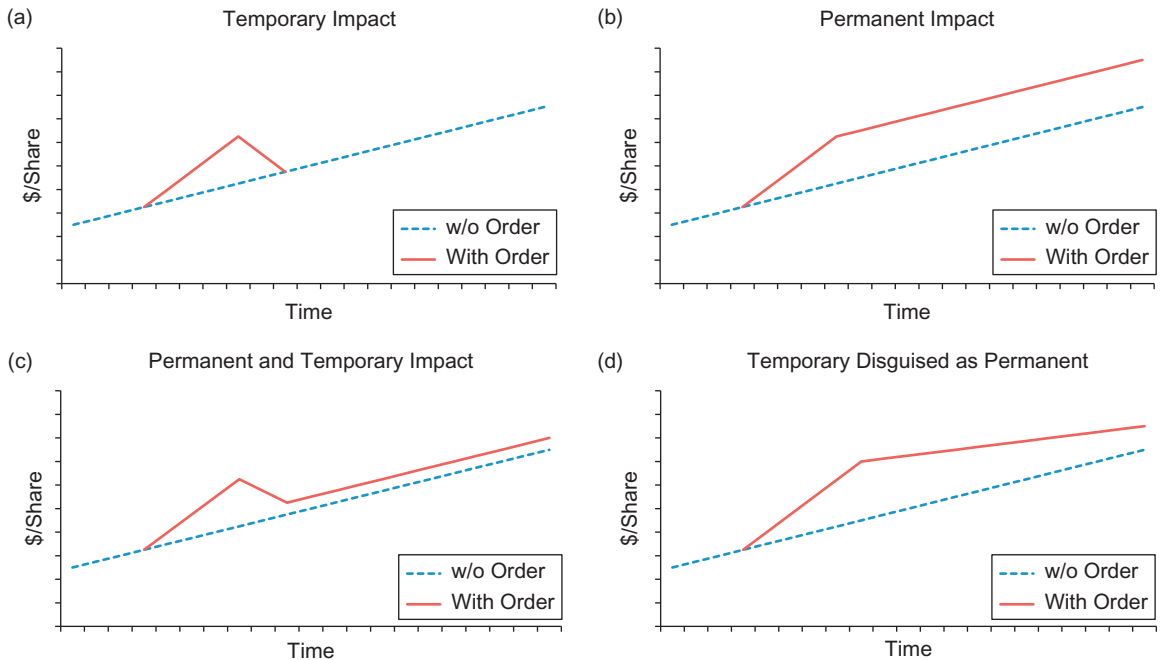 (a)
Temporary Impact
$/Share
w/o Order
With Order
Time
(b)
Permanent Impact
$/Share
w/o Order
With Order
Time
(c)
Permanent and Temporary Impact
$/Share
w/o Order
With Order
Time
(d)
Temporary Disguised as Permanent
$/Share
w/o Order
With Order
Time